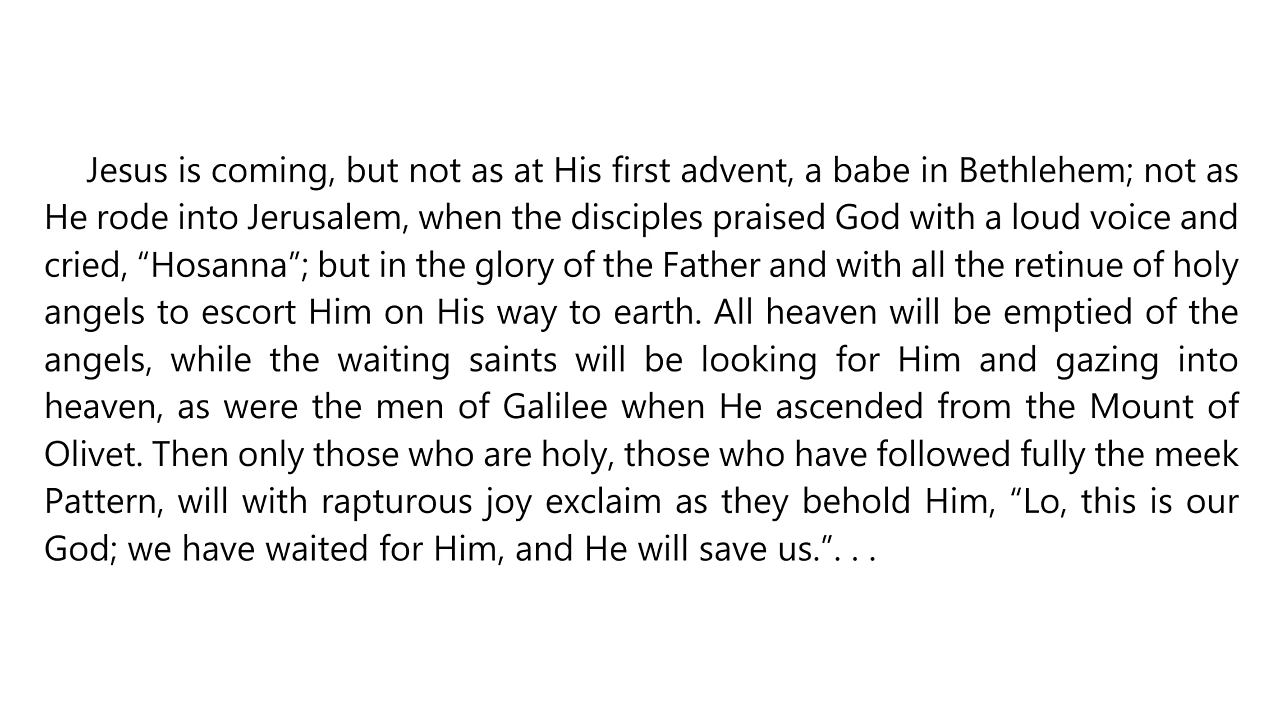 Jesus is coming, but not as at His first advent, a babe in Bethlehem; not as
He rode into Jerusalem, when the disciples praised God with a loud voice and
cried, “Hosanna”; but in the glory of the Father and with all the retinue of holy
angels to escort Him on His way to earth. All heaven will be emptied of the
angels, while the waiting saints will be looking for Him and gazing into
heaven, as were the men of Galilee when He ascended from the Mount of
Olivet. Then only those who are holy, those who have followed fully the meek
Pattern, will with rapturous joy exclaim as they behold Him, “Lo, this is our
God; we have waited for Him, and He will save us.”. . .